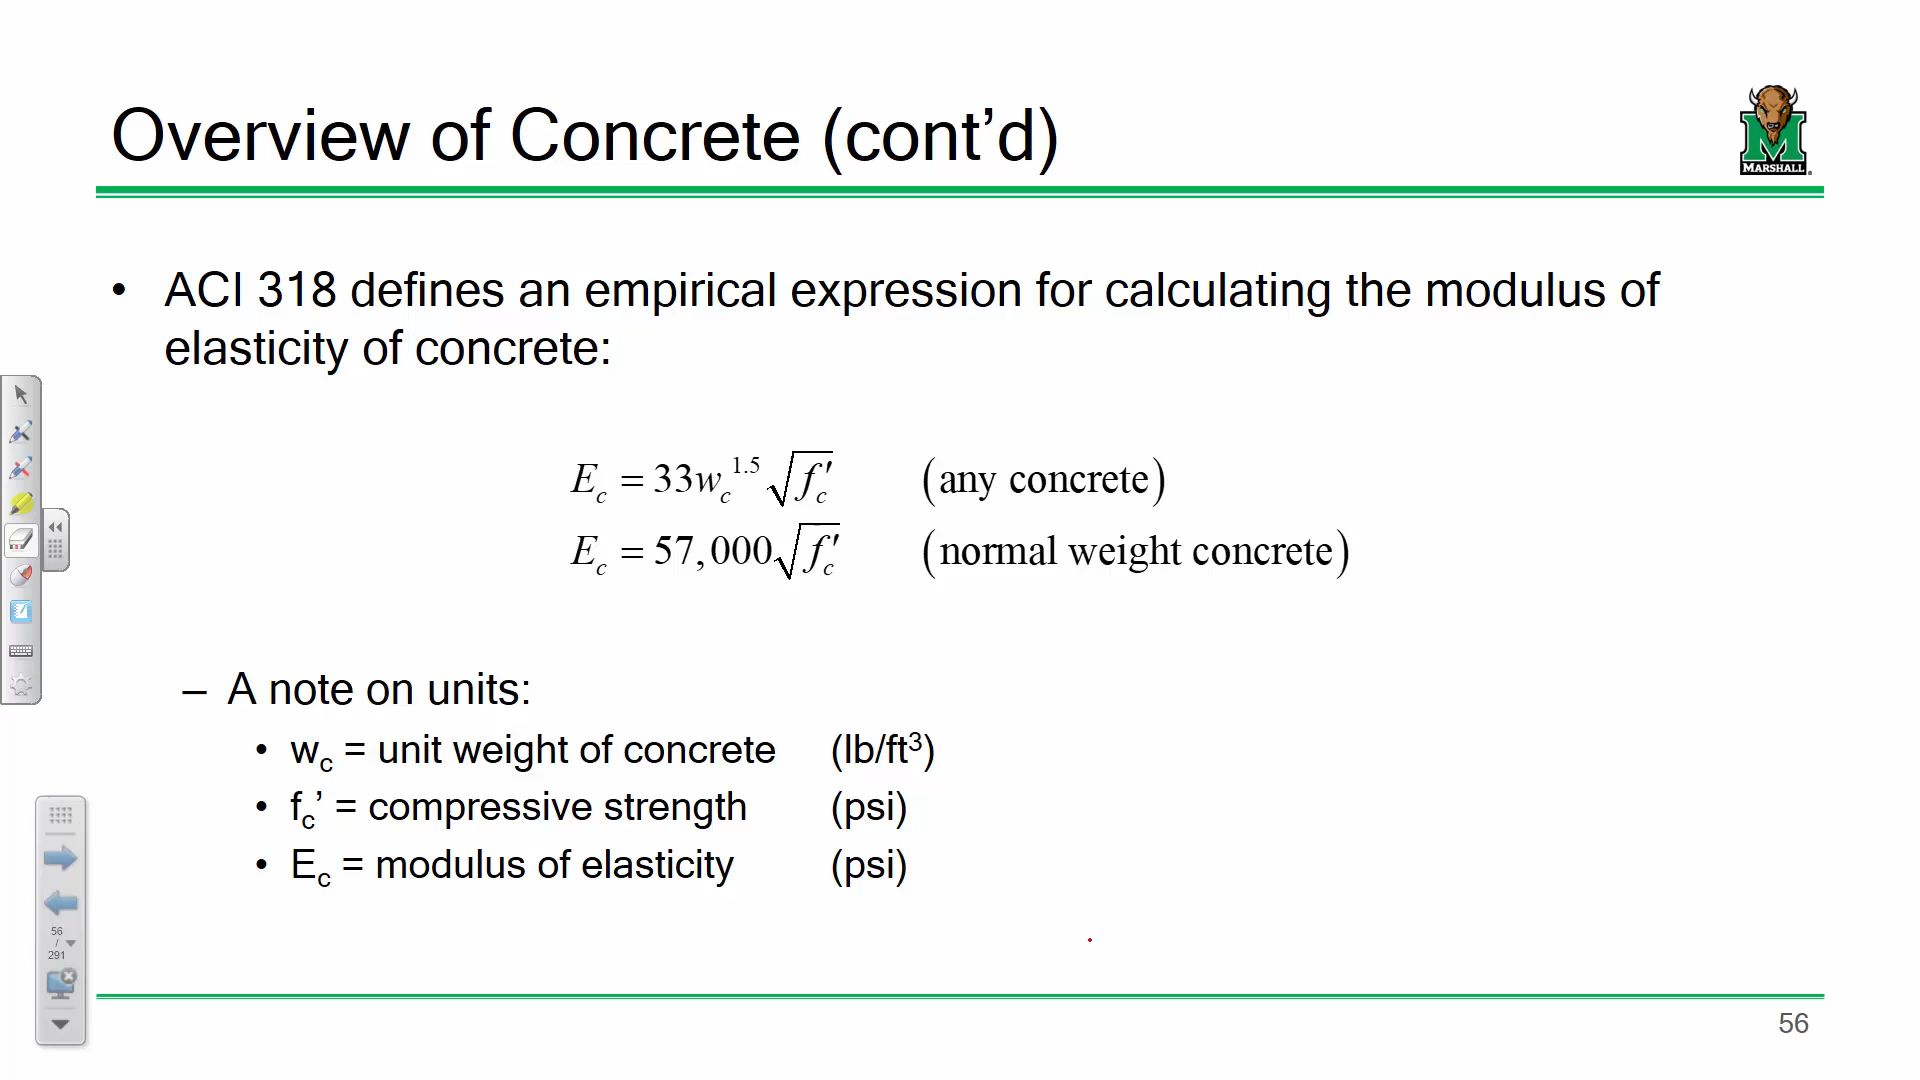 Overview of Concrete (cont’d)
MARSHALL
• ACI 318 defines an empirical expression for calculating the modulus of
elasticity of concrete:
E_c = 33w_c^1.5 √f_c′ (any concrete)
E_c = 57,000√f_c′ (normal weight concrete)
– A note on units:
• w_c = unit weight of concrete (lb/ft³)
• f_c’ = compressive strength (psi)
• E_c = modulus of elasticity (psi)
56
/
291
56